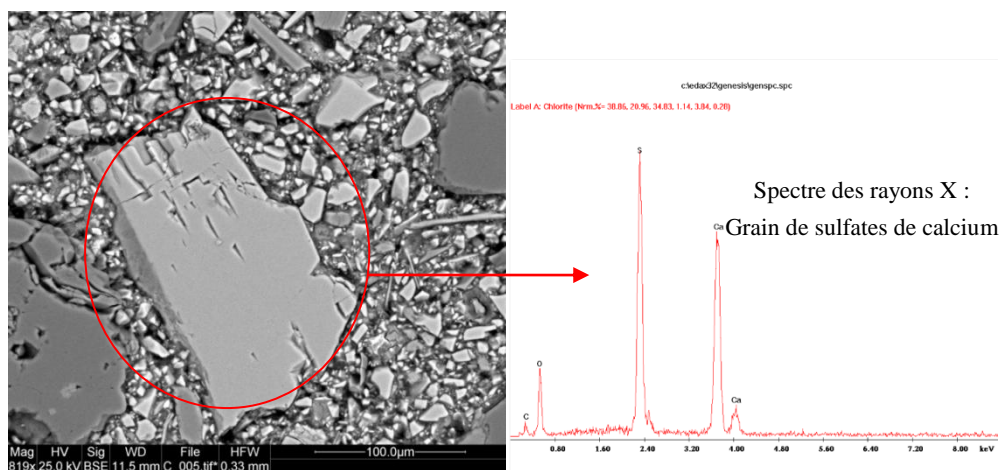 c:\edax32\genesis\genspc.spc
Label A: Chlorite (Nrm.%= 38.86, 20.96, 34.83, 1.14, 3.84, 0.28)
S
Spectre des rayons X :
Grain de sulfates de calcium
Ca
O
Ca
C
0.80 1.60 2.40 3.20 4.00 4.80 5.60 6.40 7.20 8.00 keV
Mag HV Sig WD File HFW
819x 25.0 kV BSE 11.5 mm C_005.tif* 0.33 mm
100.0µm